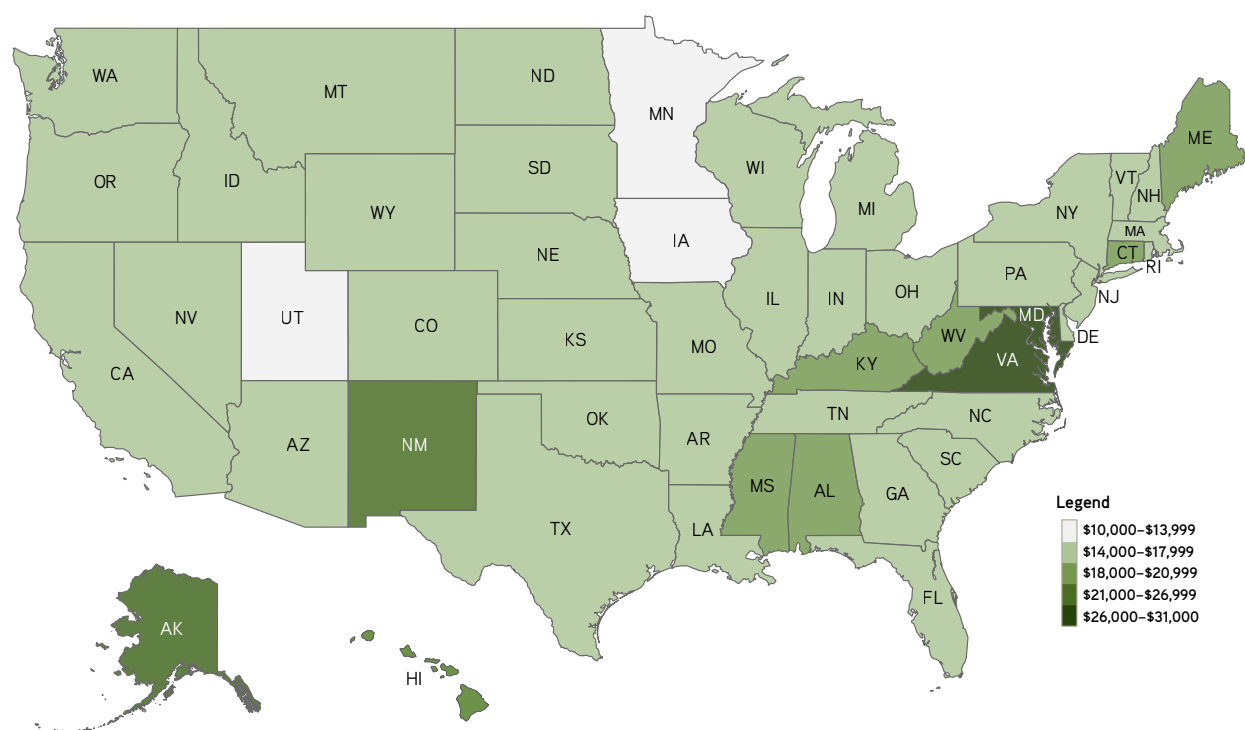 WA
MT
ND
MN
ME
OR
ID
SD
WI
VT
NH
WY
MI
NY
MA
IA
CT
RI
NE
PA
NV
UT
CO
IL
IN
OH
NJ
MD
DE
KS
MO
WV
VA
CA
KY
OK
TN
NC
AZ
NM
AR
SC
MS
AL
GA
TX
LA
FL
AK
HI
Legend
$10,000–$13,999
$14,000–$17,999
$18,000–$20,999
$21,000–$26,999
$26,000–$31,000